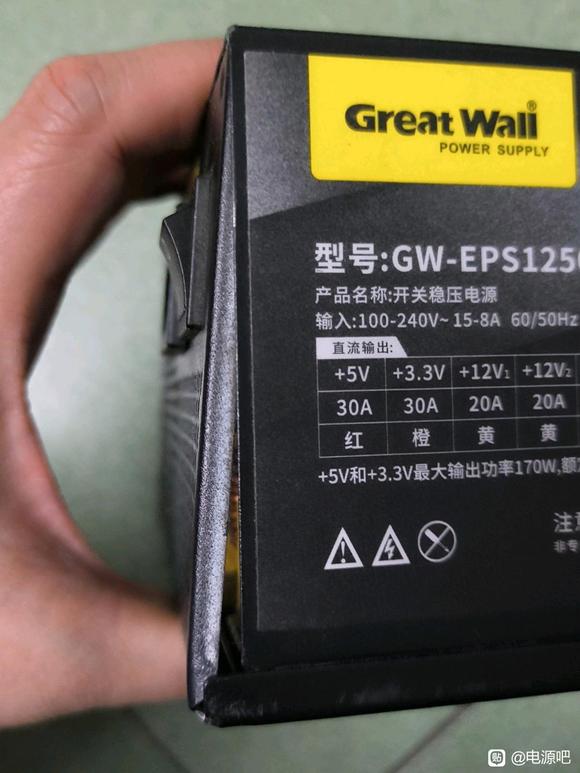 Great Wall®
POWER SUPPLY
型号:GW-EPS125
产品名称:开关稳压电源
输入:100-240V~ 15-8A 60/50Hz
直流输出:
+5V +3.3V +12V₁ +12V₂
30A 30A 20A 20A
红 橙 黄 黄
+5V和+3.3V最大输出功率170W,额
注意
非专
贴 @电源吧